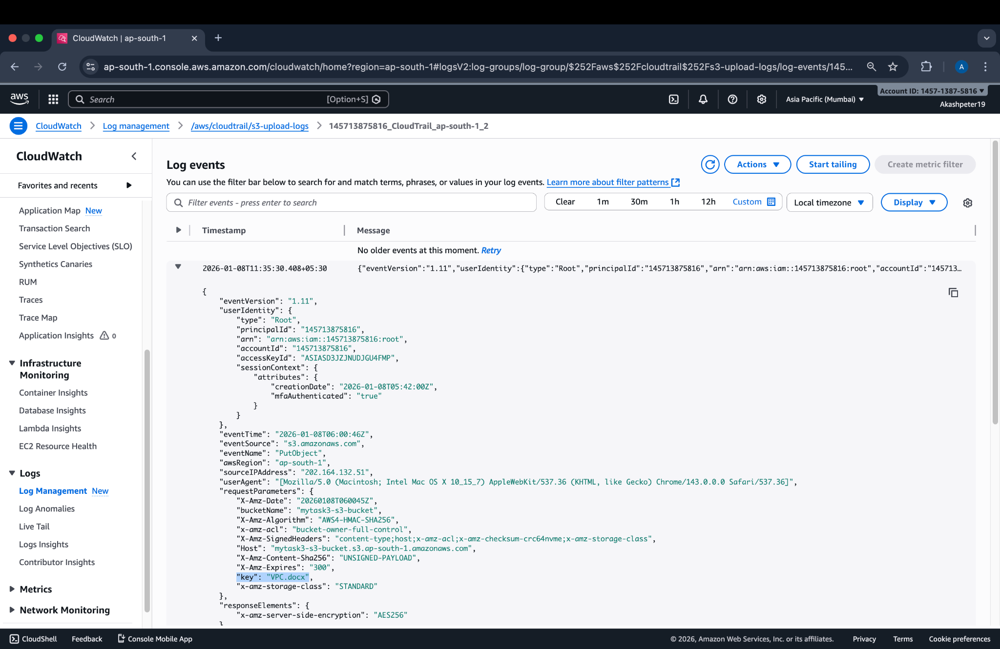 CloudWatch | ap-south-1
ap-south-1.console.aws.amazon.com/cloudwatch/home?region=ap-south-1#logsV2:log-groups/log-group/$252Faws$252Fcloudtrail$252Fs3-upload-logs/log-events/145...
A
aws
Search
[Option+S]
Asia Pacific (Mumbai)
Account ID: 1457-1387-5816
Akashpeter19
CloudWatch
Log management
/aws/cloudtrail/s3-upload-logs
145713875816_CloudTrail_ap-south-1_2
CloudWatch
Favorites and recents
Application Map New
Transaction Search
Service Level Objectives (SLO)
Synthetics Canaries
RUM
Traces
Trace Map
Application Insights 0
Infrastructure
Monitoring
Container Insights
Database Insights
Lambda Insights
EC2 Resource Health
Logs
Log Management New
Log Anomalies
Live Tail
Logs Insights
Contributor Insights
Metrics
Network Monitoring
Log events
Actions
Start tailing
Create metric filter
You can use the filter bar below to search for and match terms, phrases, or values in your log events. Learn more about filter patterns
Filter events - press enter to search
Clear 1m 30m 1h 12h Custom
Local timezone
Display
Timestamp
Message
No older events at this moment. Retry
2026-01-08T11:35:30.408+05:30
{"eventVersion":"1.11","userIdentity":{"type":"Root","principalId":"145713875816","arn":"arn:aws:iam::145713875816:root","accountId":"145713…
{
"eventVersion": "1.11",
"userIdentity": {
"type": "Root",
"principalId": "145713875816",
"arn": "arn:aws:iam::145713875816:root",
"accountId": "145713875816",
"accessKeyId": "ASIASD3JZJNUDJGU4FMP",
"sessionContext": {
"attributes": {
"creationDate": "2026-01-08T05:42:00Z",
"mfaAuthenticated": "true"
}
}
},
"eventTime": "2026-01-08T06:00:46Z",
"eventSource": "s3.amazonaws.com",
"eventName": "PutObject",
"awsRegion": "ap-south-1",
"sourceIPAddress": "202.164.132.51",
"userAgent": "[Mozilla/5.0 (Macintosh; Intel Mac OS X 10_15_7) AppleWebKit/537.36 (KHTML, like Gecko) Chrome/143.0.0.0 Safari/537.36]",
"requestParameters": {
"X-Amz-Date": "20260108T060045Z",
"bucketName": "mytask3-s3-bucket",
"X-Amz-Algorithm": "AWS4-HMAC-SHA256",
"x-amz-acl": "bucket-owner-full-control",
"X-Amz-SignedHeaders": "content-type;host;x-amz-acl;x-amz-checksum-crc64nvme;x-amz-storage-class",
"Host": "mytask3-s3-bucket.s3.ap-south-1.amazonaws.com",
"X-Amz-Content-Sha256": "UNSIGNED-PAYLOAD",
"X-Amz-Expires": "300",
"key": "VPC.docx",
"x-amz-storage-class": "STANDARD"
},
"responseElements": {
"x-amz-server-side-encryption": "AES256"
}
CloudShell
Feedback
Console Mobile App
© 2026, Amazon Web Services, Inc. or its affiliates.
Privacy
Terms
Cookie preferences